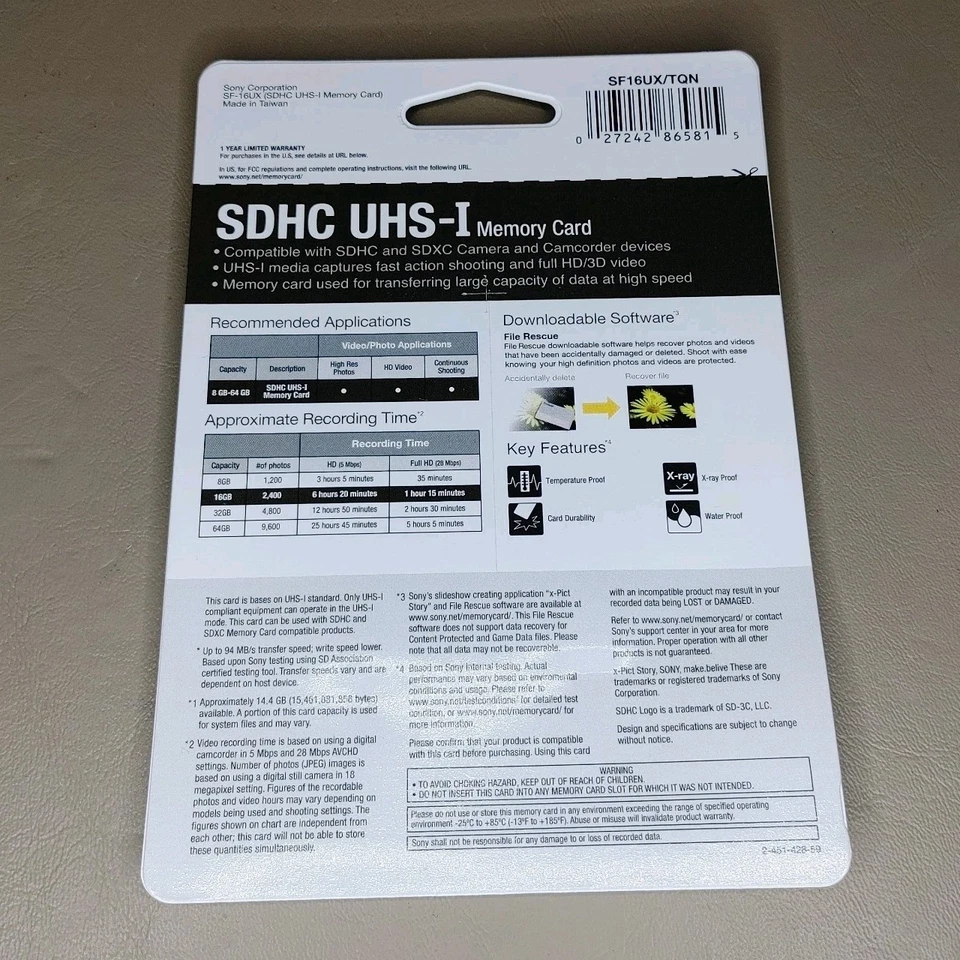 Sony Corporation
SF-16UX (SDHC UHS-I Memory Card)
Made in Taiwan
SF16UX/TQN
0 27242 86581 5
1 YEAR LIMITED WARRANTY
For purchases in the U.S, see details at URL below.
In US, for FCC regulations and complete operating instructions, visit the following URL.
www.sony.net/memorycard/
SDHC UHS-I Memory Card
• Compatible with SDHC and SDXC Camera and Camcorder devices
• UHS-I media captures fast action shooting and full HD/3D video
• Memory card used for transferring large capacity of data at high speed
Recommended Applications
Video/Photo Applications
Capacity Description High Res Photos HD Video Continuous Shooting
8 GB-64 GB SDHC UHS-I Memory Card • • •
Approximate Recording Time*2
Recording Time
Capacity #of photos HD (5 Mbps) Full HD (28 Mbps)
8GB 1,200 3 hours 5 minutes 35 minutes
16GB 2,400 6 hours 20 minutes 1 hour 15 minutes
32GB 4,800 12 hours 50 minutes 2 hours 30 minutes
64GB 9,600 25 hours 45 minutes 5 hours 5 minutes
Downloadable Software*3
File Rescue
File Rescue downloadable software helps recover photos and videos
that have been accidentally damaged or deleted. Shoot with ease
knowing your high definition photos and videos are protected.
Accidentally delete Recover file
Key Features*4
Temperature Proof
X-ray X-ray Proof
Card Durability
Water Proof
This card is bases on UHS-I standard. Only UHS-I
compliant equipment can operate in the UHS-I
mode. This card can be used with SDHC and
SDXC Memory Card compatible products.
* Up to 94 MB/s transfer speed; write speed lower.
Based upon Sony testing using SD Association
certified testing tool. Transfer speeds vary and are
dependent on host device.
*1 Approximately 14.4 GB (15,461,881,856 bytes)
available. A portion of this card capacity is used
for system files and may vary.
*2 Video recording time is based on using a digital
camcorder in 5 Mbps and 28 Mbps AVCHD
settings. Number of photos (JPEG) images is
based on using a digital still camera in 18
megapixel setting. Figures of the recordable
photos and video hours may vary depending on
models being used and shooting settings. The
figures shown on chart are independent from
each other; this card will not be able to store
these quantities simultaneously.
*3 Sony's slideshow creating application "x-Pict
Story" and File Rescue software are available at
www.sony.net/memorycard/. This File Rescue
software does not support data recovery for
Content Protected and Game Data files. Please
note that all data may not be recoverable.
*4 Based on Sony internal testing. Actual
performance may vary based on enviromental
conditions and usage. Please refer to
www.sony.net/testconditions/ for detailed test
condition, or www.sony.net/memorycard/ for
more information.
Please confirm that your product is compatible
with this card before purchasing. Using this card
with an incompatible product may result in your
recorded data being LOST or DAMAGED.
Refer to www.sony.net/memorycard/ or contact
Sony's support center in your area for more
information. Proper operation with all other
products is not guaranteed.
x-Pict Story, SONY, make.belive These are
trademarks or registered trademarks of Sony
Corporation.
SDHC Logo is a trademark of SD-3C, LLC.
Design and specifications are subject to change
without notice.
WARNING
• TO AVOID CHOKING HAZARD, KEEP OUT OF REACH OF CHILDREN.
• DO NOT INSERT THIS CARD INTO ANY MEMORY CARD SLOT FOR WHICH IT WAS NOT INTENDED.
Please do not use or store this memory card in any environment exceeding the range of specified operating
environment -25ºC to +85ºC (-13ºF to +185ºF). Abuse or misuse will invalidate product warranty.
Sony shall not be responsible for any damage to or loss of recorded data.
2-451-428-59